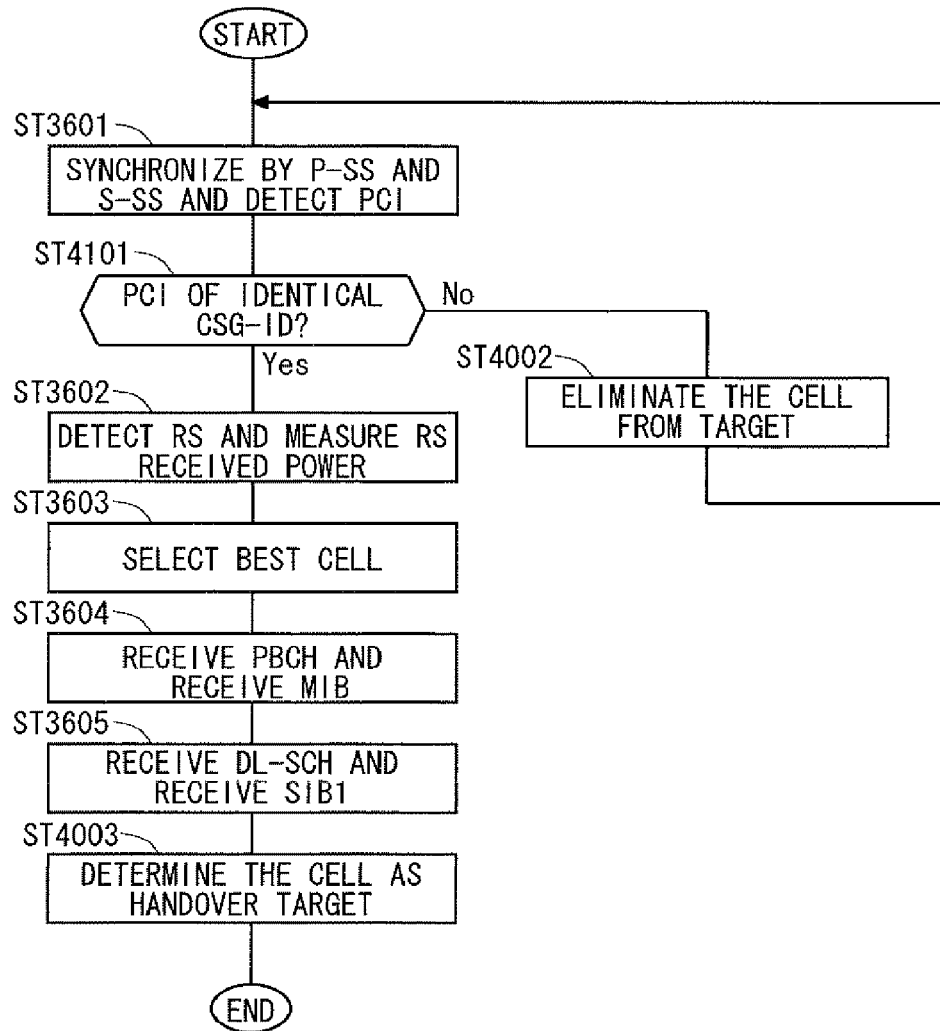 START
ST3601
SYNCHRONIZE BY P-SS AND
S-SS AND DETECT PCI
ST4101
PCI OF IDENTICAL
CSG-ID?
No
Yes
ST4002
ELIMINATE THE CELL
FROM TARGET
ST3602
DETECT RS AND MEASURE RS
RECEIVED POWER
ST3603
SELECT BEST CELL
ST3604
RECEIVE PBCH AND
RECEIVE MIB
ST3605
RECEIVE DL-SCH AND
RECEIVE SIB1
ST4003
DETERMINE THE CELL AS
HANDOVER TARGET
END